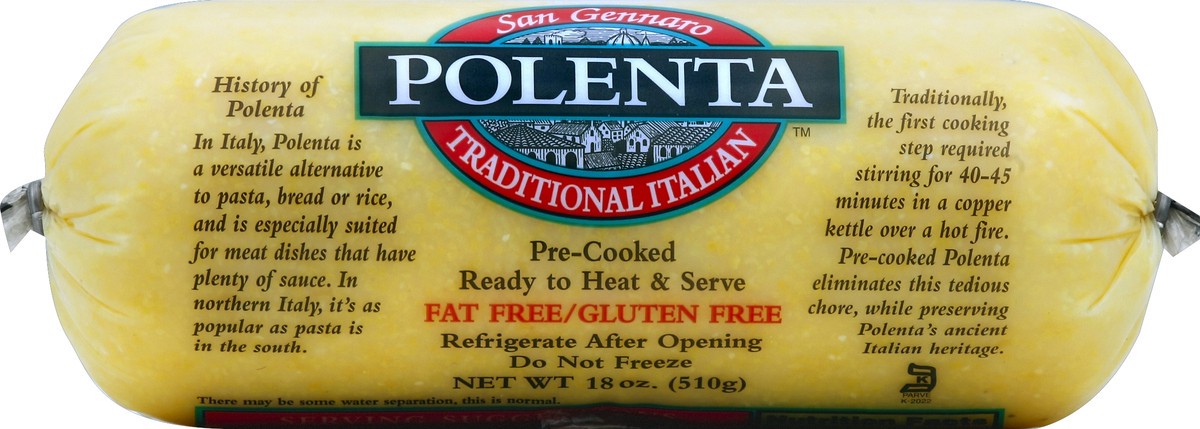 San Gennaro
POLENTA
TM
TRADITIONAL ITALIAN
History of
Polenta
In Italy, Polenta is
a versatile alternative
to pasta, bread or rice,
and is especially suited
for meat dishes that have
plenty of sauce. In
northern Italy, it's as
popular as pasta is
in the south.
Pre-Cooked
Ready to Heat & Serve
FAT FREE/GLUTEN FREE
Refrigerate After Opening
Do Not Freeze
NET WT 18 oz. (510g)
Traditionally,
the first cooking
step required
stirring for 40-45
minutes in a copper
kettle over a hot fire.
Pre-cooked Polenta
eliminates this tedious
chore, while preserving
Polenta's ancient
Italian heritage.
K
PARVE
K-2022
There may be some water separation, this is normal.
SERVING
Nutrition Facts